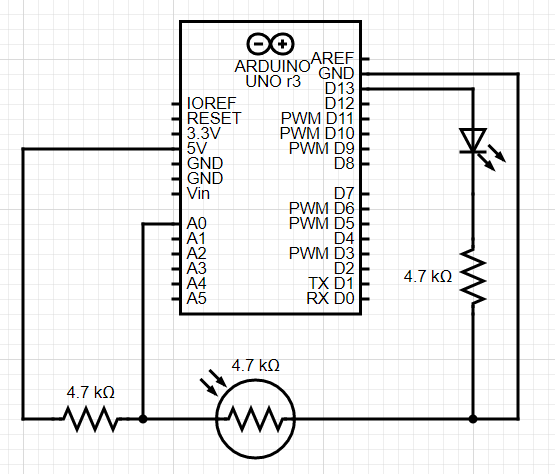 AREF
ARDUINO
GND
UNO r3
D13
IOREF
D12
RESET
PWM D11
3.3V
PWM D10
5V
PWM D9
GND
D8
GND
Vin
D7
PWM D6
A0
PWM D5
A1
D4
A2
PWM D3
A3
D2
A4
TX D1
A5
RX D0
4.7 kΩ
4.7 kΩ
4.7 kΩ